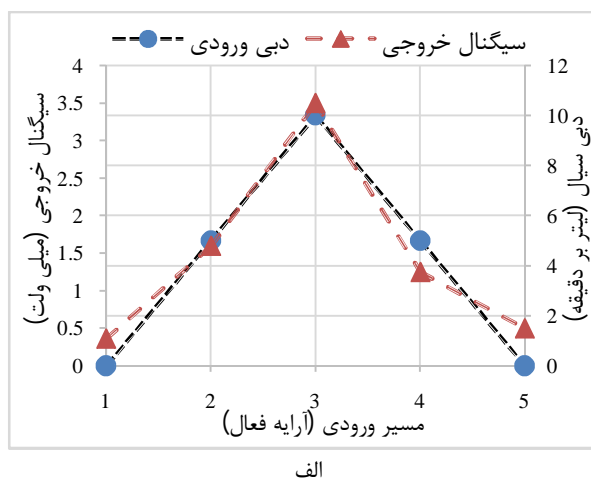 دبی ورودی سیگنال خروجی
سیگنال خروجی (میلی ولت)
4
3.5
3
2.5
2
1.5
1
0.5
0
دبی سیال (لیتر بر دقیقه)
12
10
8
6
4
2
0
1 2 3 4 5
مسیر ورودی (آرایه فعال)
الف